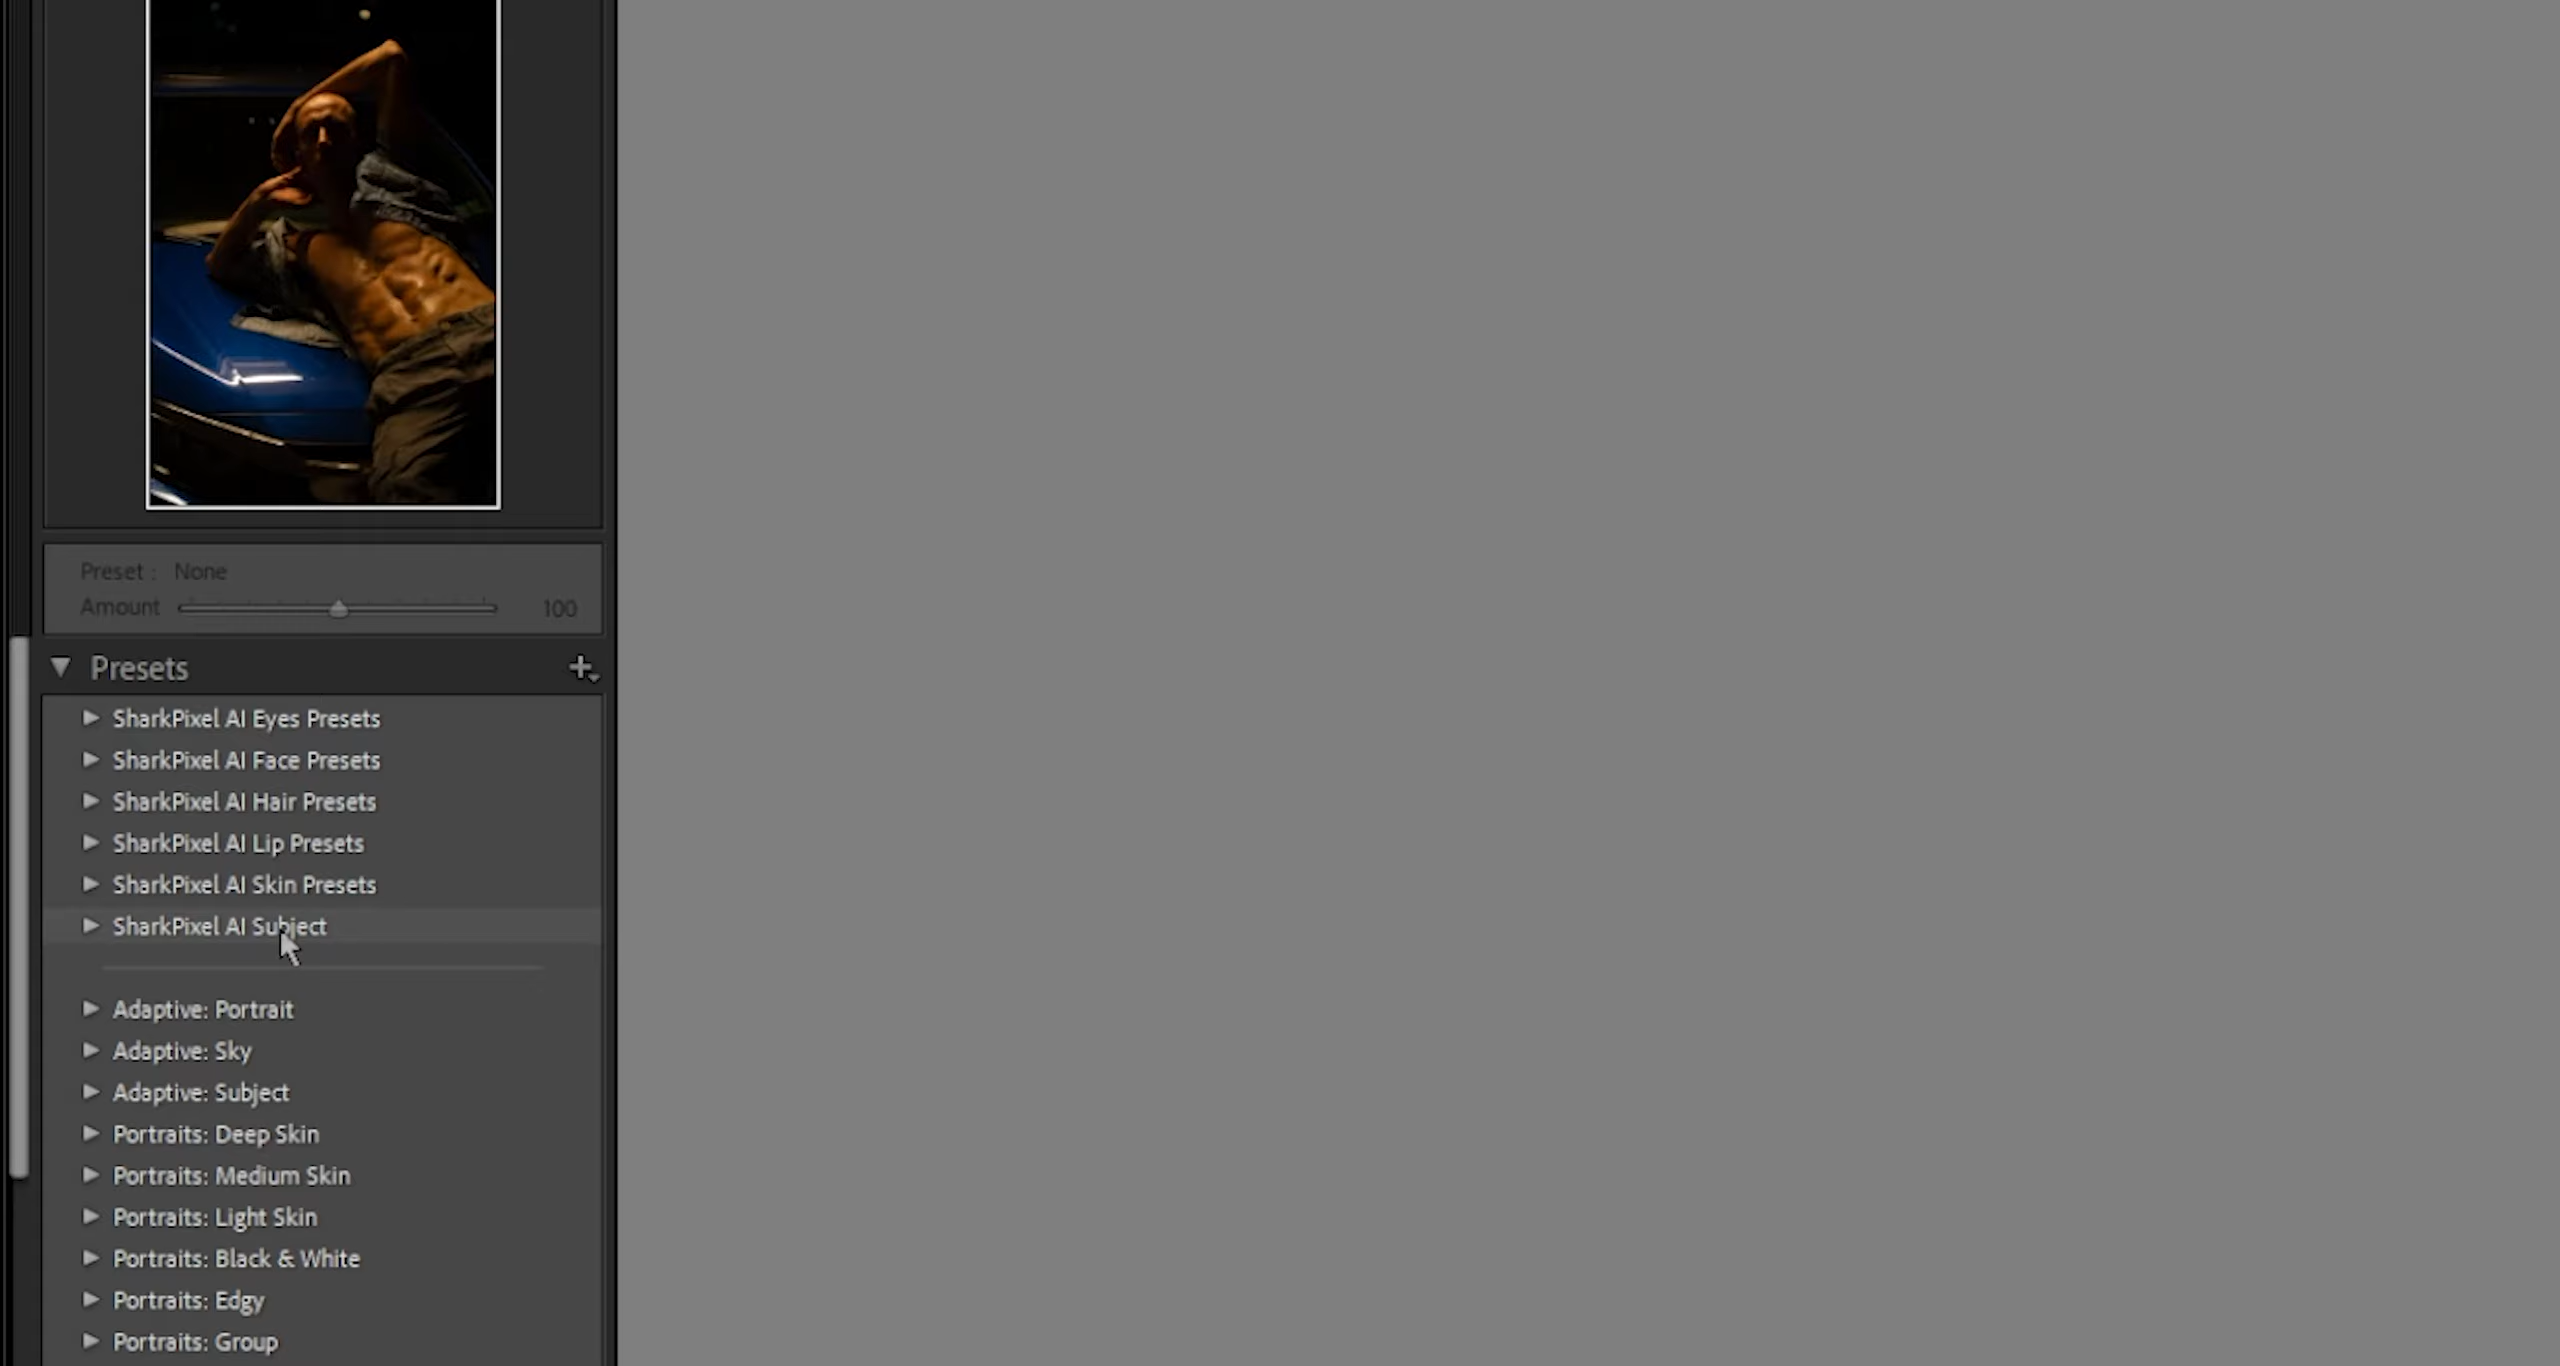 Preset : None
Amount 100
Presets
SharkPixel AI Eyes Presets
SharkPixel AI Face Presets
SharkPixel AI Hair Presets
SharkPixel AI Lip Presets
SharkPixel AI Skin Presets
SharkPixel AI Subject
Adaptive: Portrait
Adaptive: Sky
Adaptive: Subject
Portraits: Deep Skin
Portraits: Medium Skin
Portraits: Light Skin
Portraits: Black & White
Portraits: Edgy
Portraits: Group